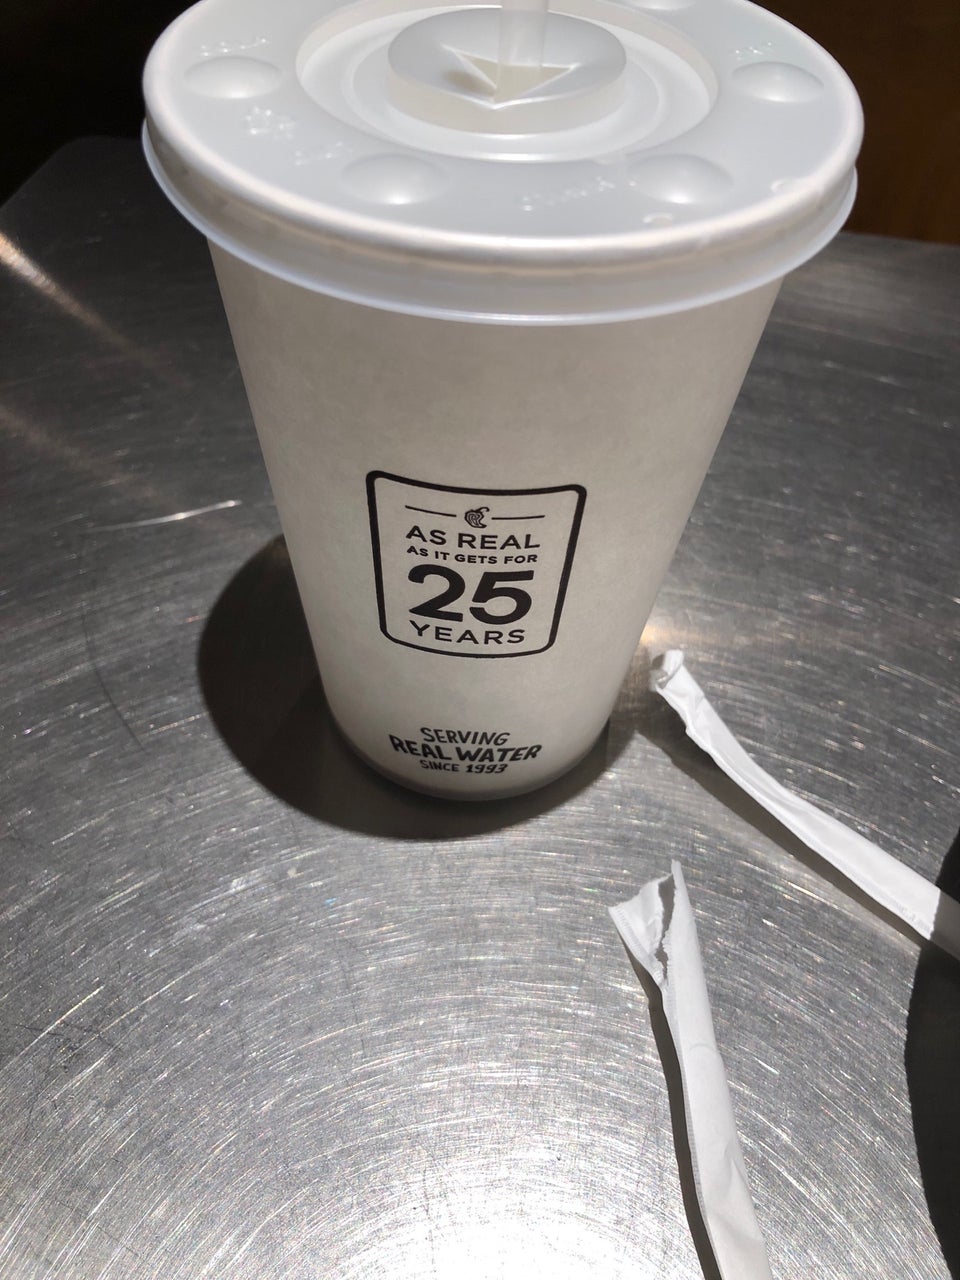 AS REAL
AS IT GETS FOR
25
YEARS
SERVING
REAL WATER
SINCE 1993